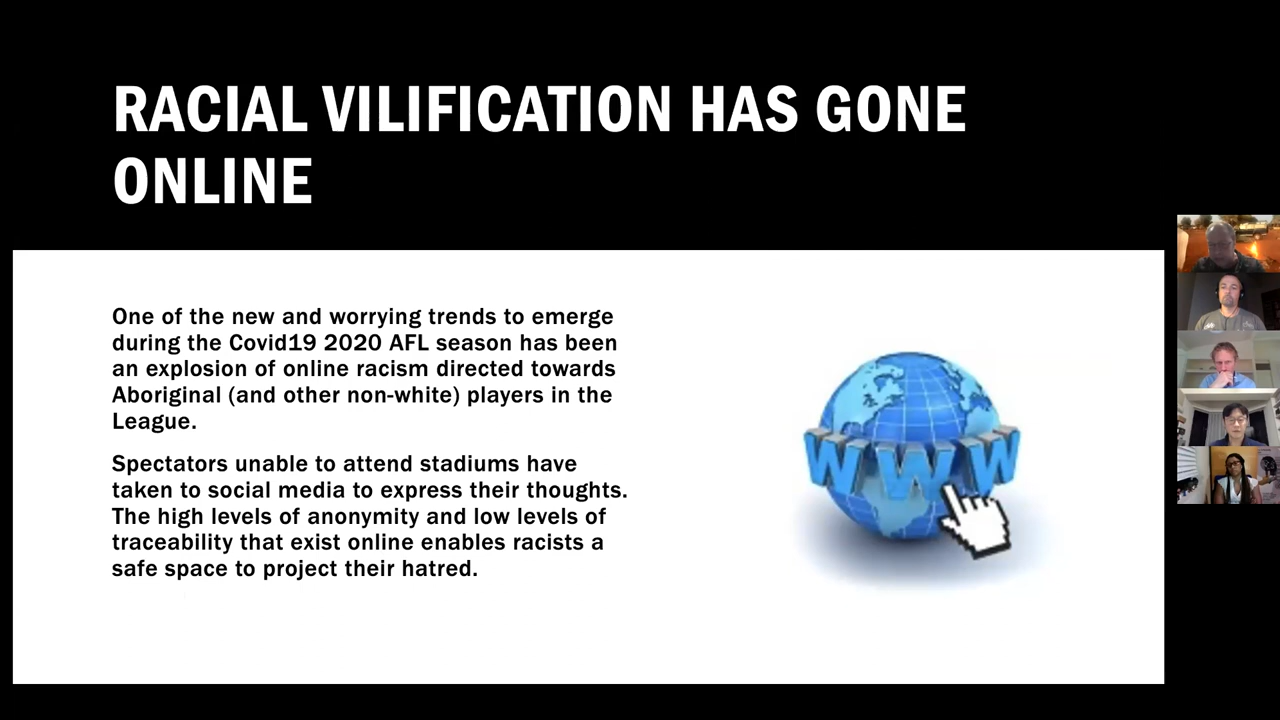 RACIAL VILIFICATION HAS GONE
ONLINE
One of the new and worrying trends to emerge
during the Covid19 2020 AFL season has been
an explosion of online racism directed towards
Aboriginal (and other non-white) players in the
League.
Spectators unable to attend stadiums have
taken to social media to express their thoughts.
The high levels of anonymity and low levels of
traceability that exist online enables racists a
safe space to project their hatred.
WWW